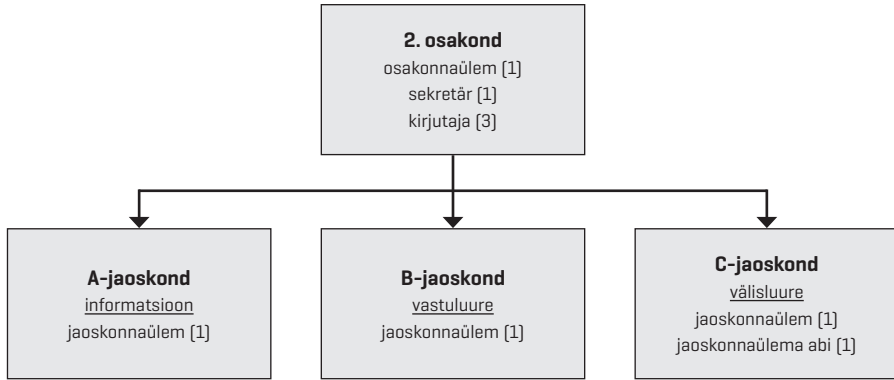 2. osakond
osakonnaülem (1)
sekretär (1)
kirjutaja (3)
A-jaoskond
informatsioon
jaoskonnaülem (1)
B-jaoskond
vastuluure
jaoskonnaülem (1)
C-jaoskond
välisluure
jaoskonnaülem (1)
jaoskonnaülema abi (1)